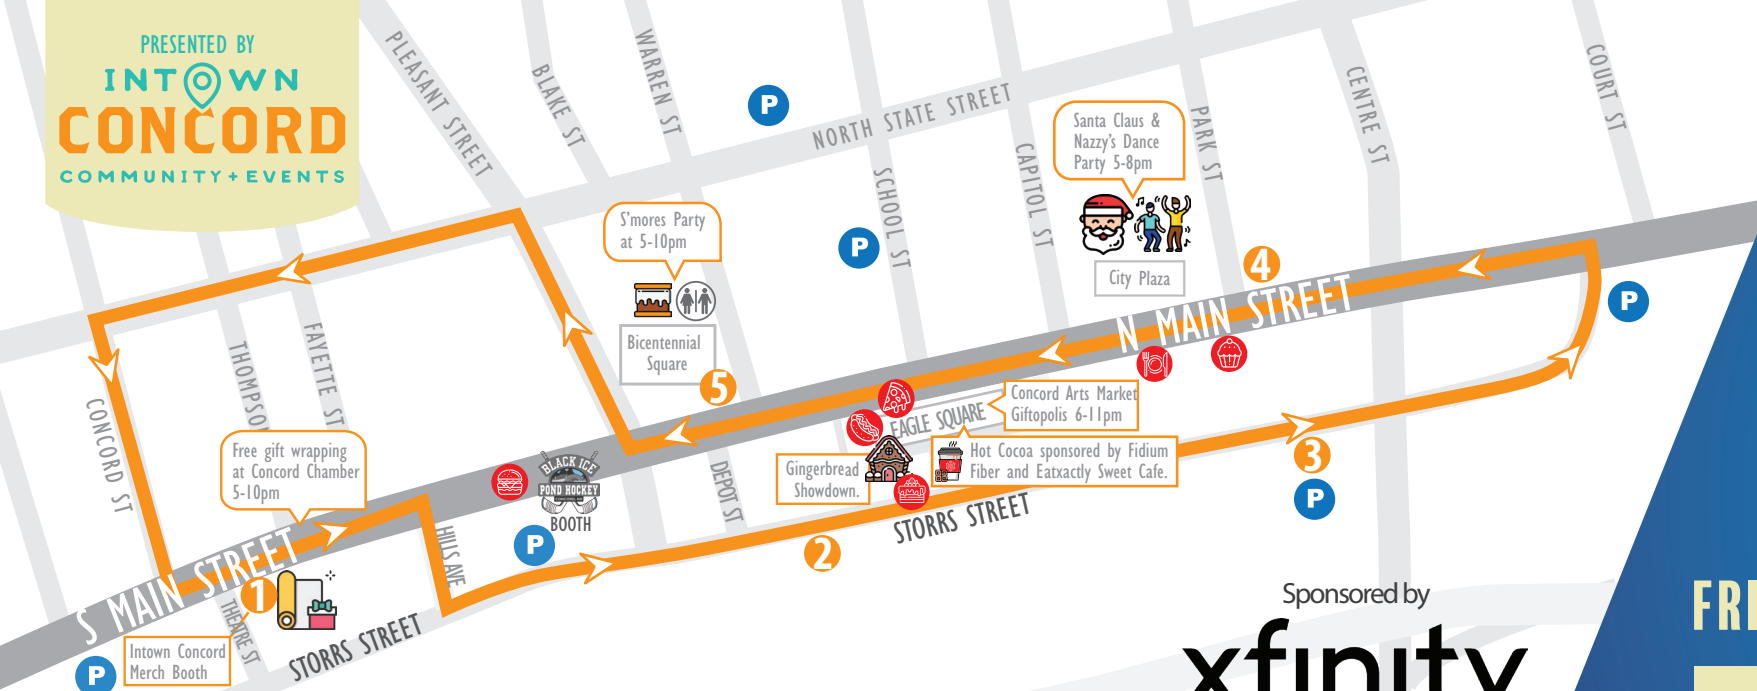 PRESENTED BY
INTOWN
CONCORD
COMMUNITY + EVENTS
PLEASANT STREET
BLAKE ST
WARREN ST
P
NORTH STATE STREET
SCHOOL ST
CAPITOL ST
PARK ST
CENTRE ST
COURT ST
Santa Claus &
Nazzy's Dance
Party 5-8pm
City Plaza
P
S'mores Party
at 5-10pm
Bicentennial
Square
4
N MAIN STREET
P
THOMPSON
FAYETTE ST
CONCORD ST
5
EAGLE SQUARE
Concord Arts Market
Giftopolis 6-11pm
Hot Cocoa sponsored by Fidium
Fiber and Eatxactly Sweet Cafe.
Gingerbread
Showdown.
3
P
Free gift wrapping
at Concord Chamber
5-10pm
BLACK ICE
POND HOCKEY
BOOTH
DEPOT ST
HILLS AVE
P
2
STORRS STREET
S MAIN STREET
1
THEATRE ST
STORRS STREET
Intown Concord
Merch Booth
P
Sponsored by
xfinity
FRI